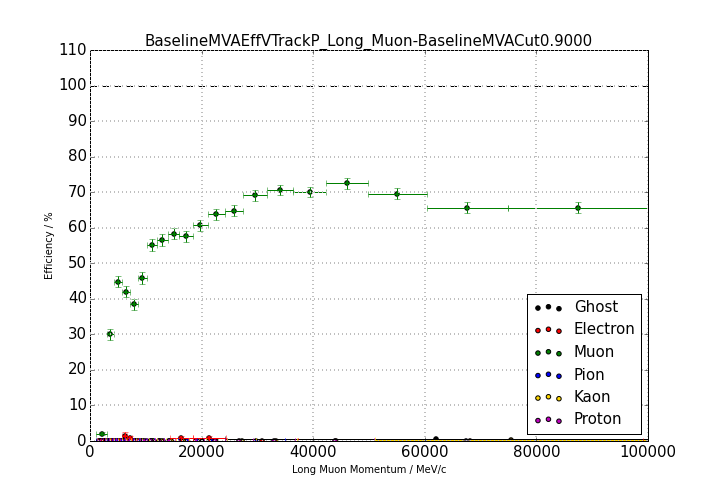 BaselineMVAEffVTrackP_Long_Muon-BaselineMVACut0.9000
110
100
90
80
70
60
50
40
30
20
10
0
Efficiency / %
Ghost
Electron
Muon
Pion
Kaon
Proton
0 20000 40000 60000 80000 100000
Long Muon Momentum / MeV/c